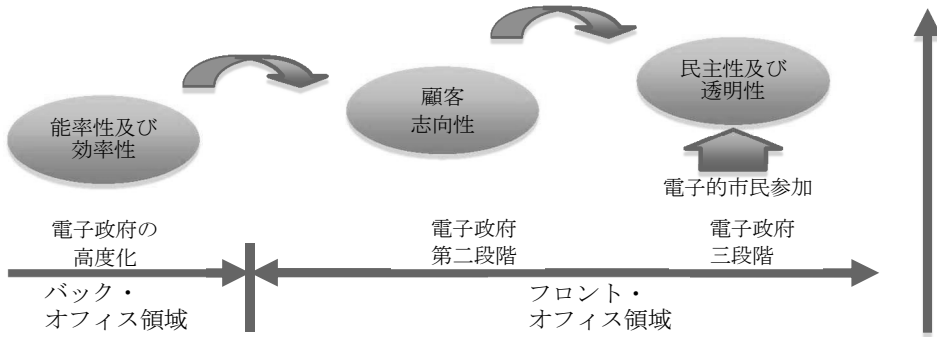 能率性及び
効率性
顧客
志向性
民主性及び
透明性
電子的市民参加
電子政府の
高度化
電子政府
第二段階
電子政府
三段階
バック・
オフィス領域
フロント・
オフィス領域